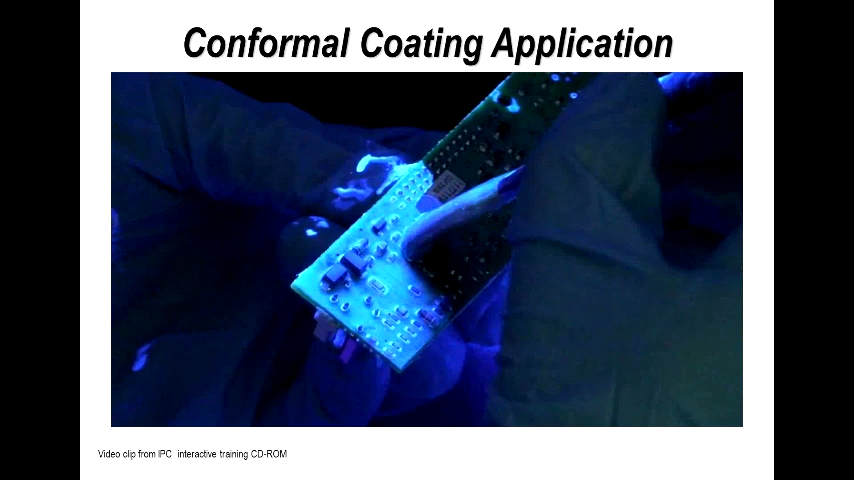 Conformal Coating Application
Video clip from IPC interactive training CD-ROM